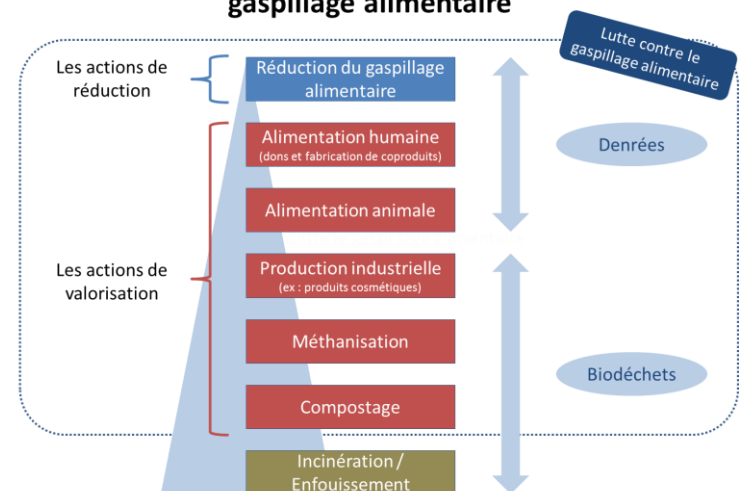 gaspillage alimentaire
Lutte contre le
gaspillage alimentaire
Les actions de
réduction
Réduction du gaspillage
alimentaire
Alimentation humaine
(dons et fabrication de coproduits)
Denrées
Alimentation animale
Les actions de
valorisation
Production industrielle
(ex : produits cosmétiques)
Méthanisation
Biodéchets
Compostage
Incinération /
Enfouissement